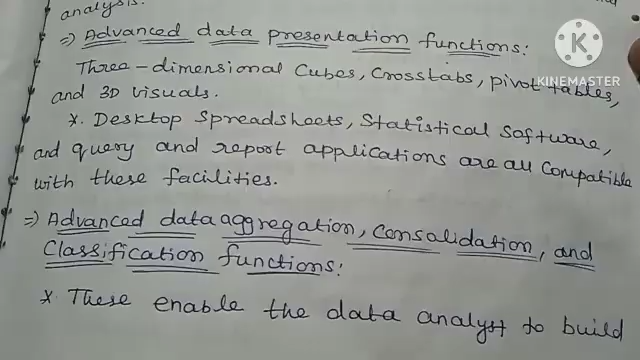 analysis.
⇒ Advanced data presentation functions:
Three-dimensional Cubes, Crosstabs, pivot tables,
and 3D visuals.
* Desktop Spreadsheets, Statistical Software,
and query and report applications are all Compatible
with these facilities.
⇒ Advanced data aggregation, Consalidation, and
Classification functions:
* These enable the data analyst to build
KINEMASTER